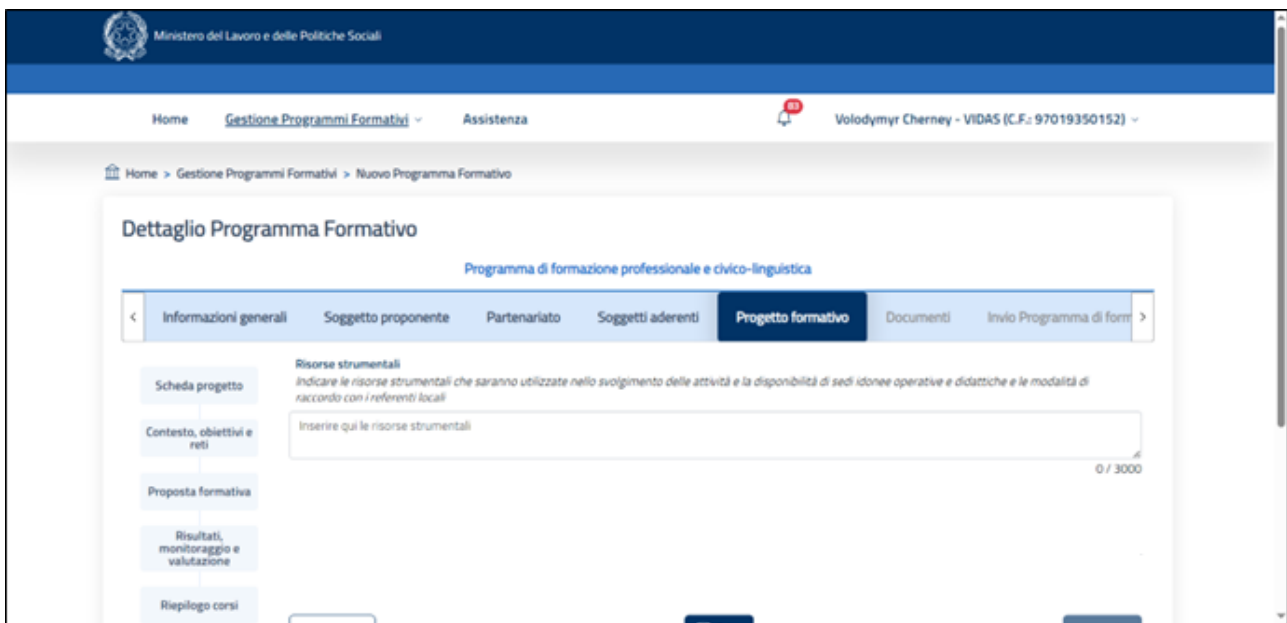 Ministero del Lavoro e delle Politiche Sociali
Home Gestione Programmi Formativi Assistenza 83 Volodymyr Cherney - VIDAS (C.F.: 97019350152)
Home > Gestione Programmi Formativi > Nuovo Programma Formativo
Dettaglio Programma Formativo
Programma di formazione professionale e civico-linguistica
< Informazioni generali Soggetto proponente Partenariato Soggetti aderenti Progetto formativo Documenti Invio Programma di form >
Scheda progetto
Contesto, obiettivi e
reti
Proposta formativa
Risultati,
monitoraggio e
valutazione
Riepilogo corsi
Risorse strumentali
Indicare le risorse strumentali che saranno utilizzate nello svolgimento delle attività e la disponibilità di sedi idonee operative e didattiche e le modalità di
raccordo con i referenti locali
Inserire qui le risorse strumentali
0 / 3000